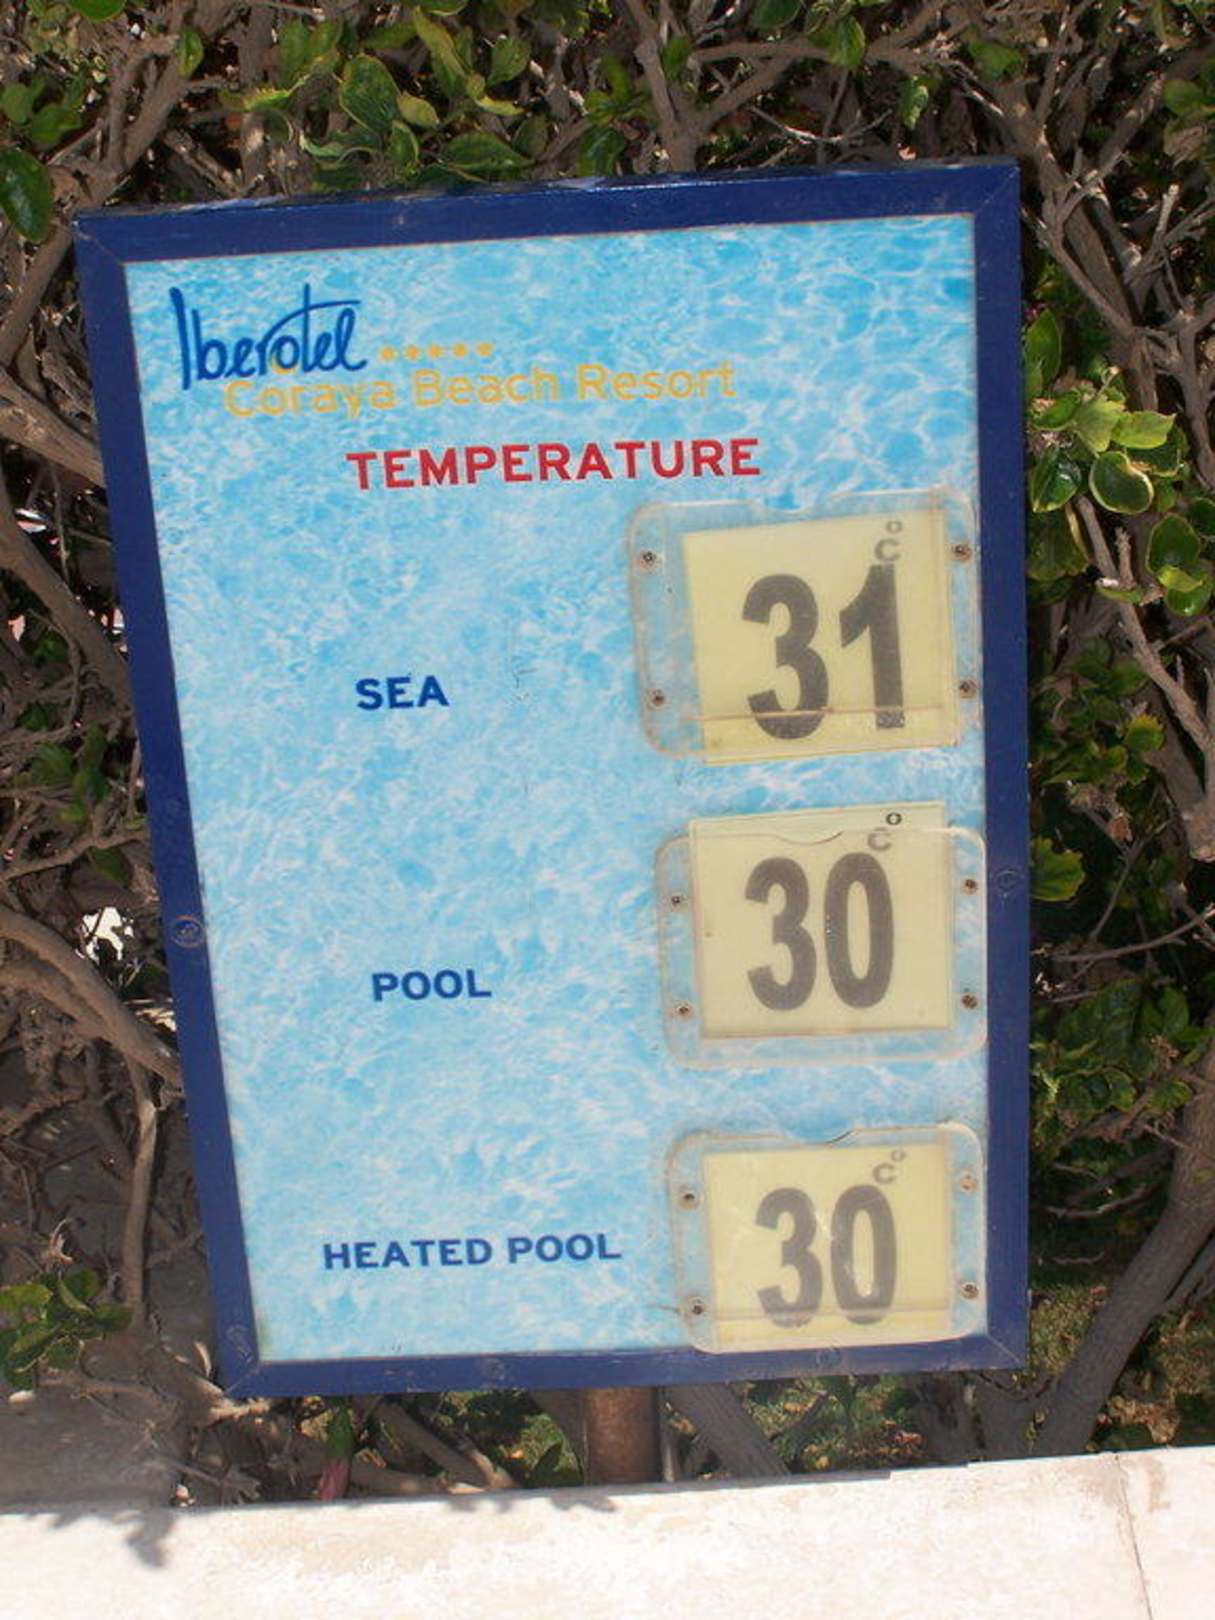 Iberotel *****
Coraya Beach Resort
TEMPERATURE
SEA
31 °C
POOL
30 °C
HEATED POOL
30 °C